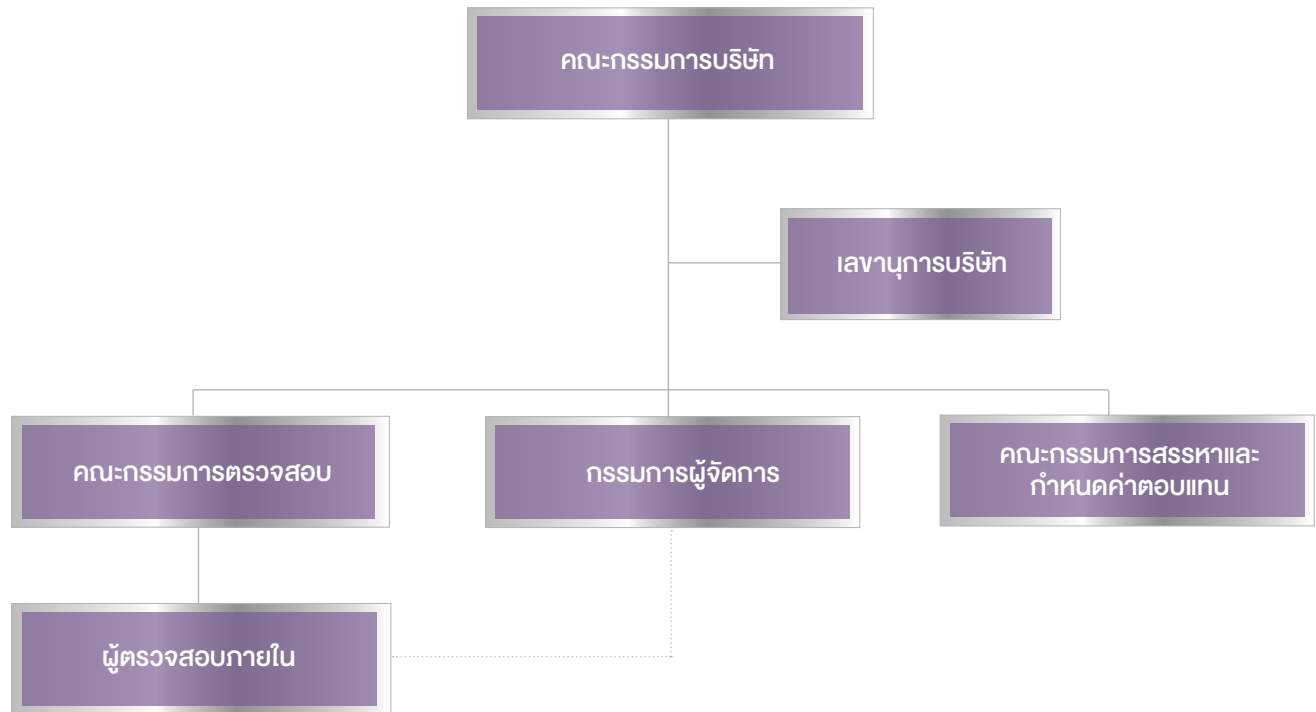 คณะกรรมการบริษัท
เลขานุการบริษัท
คณะกรรมการตรวจสอบ
กรรมการผู้จัดการ
คณะกรรมการสรรหาและ
กำหนดค่าตอบแทน
ผู้ตรวจสอบภายใน